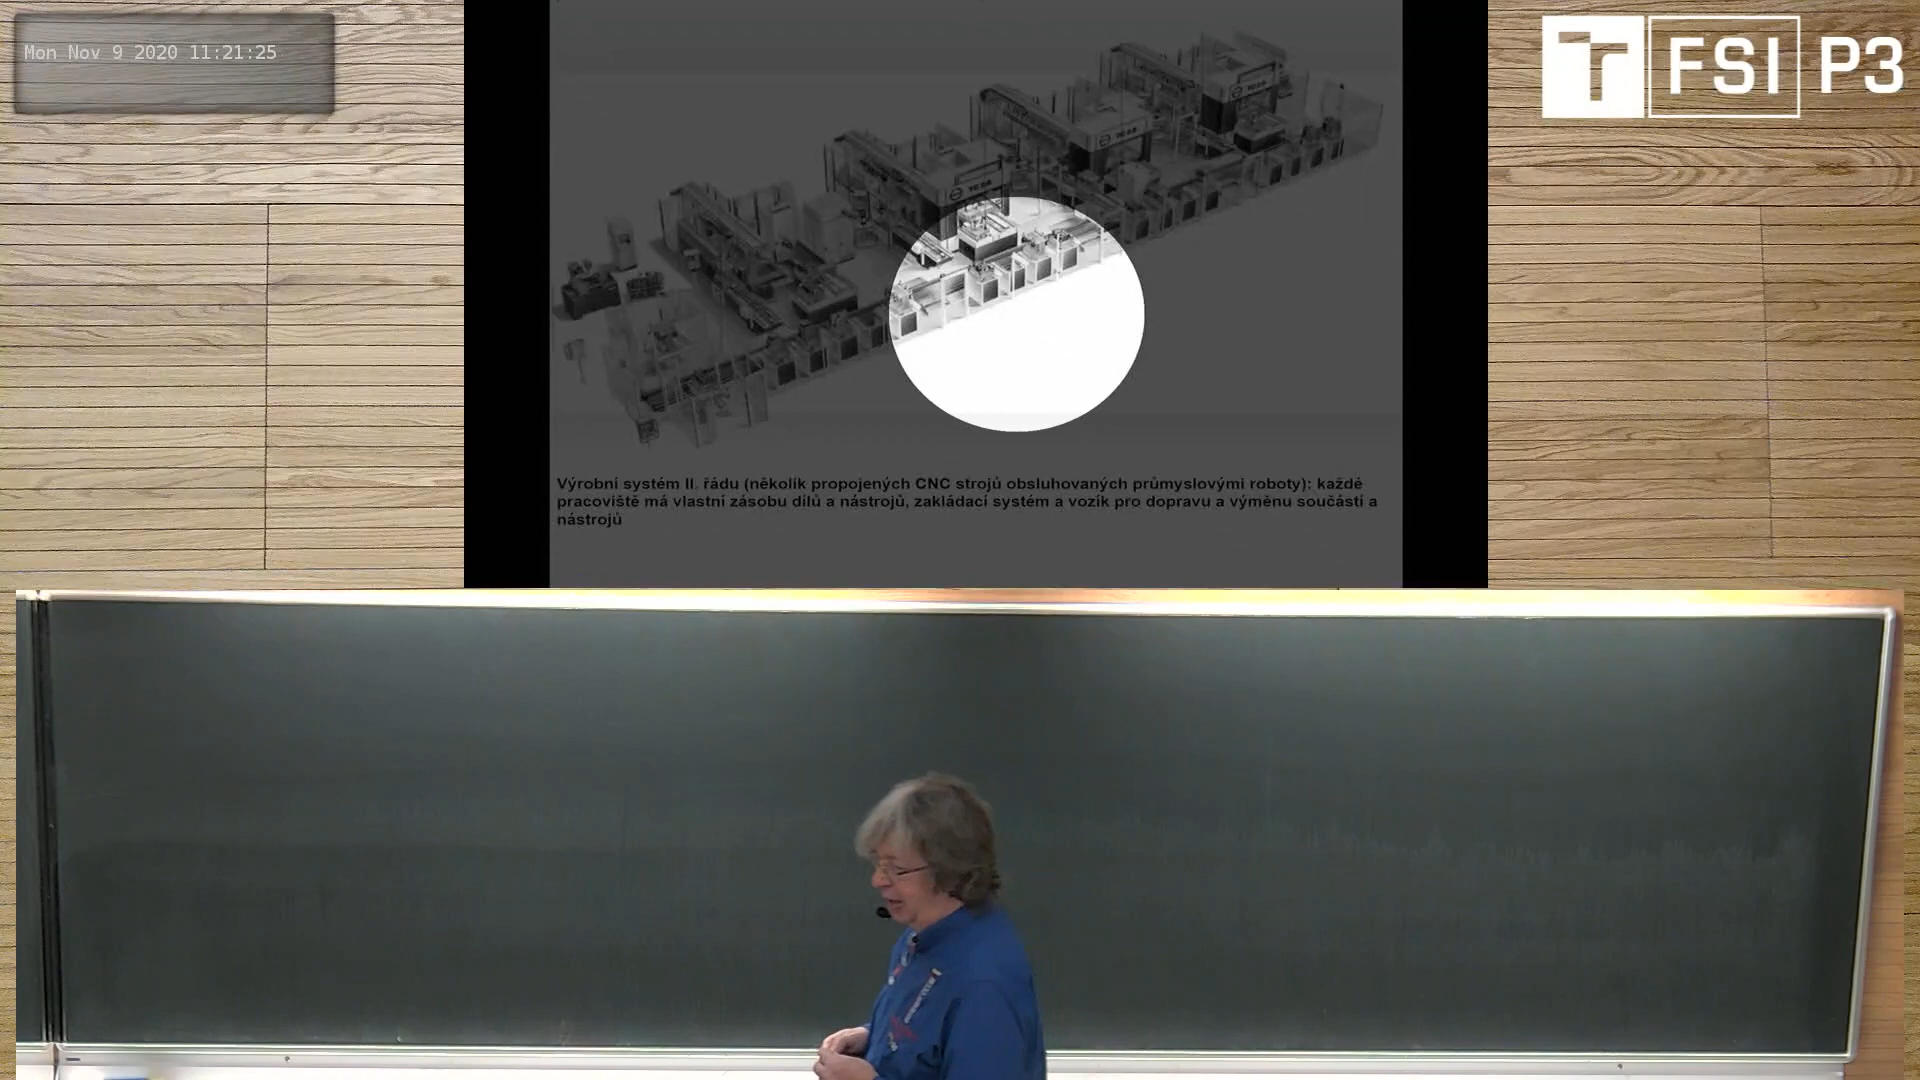 Mon Nov 9 2020 11:21:25
T FSI P3
Výrobní systém II. řádu (několik propojených CNC strojů obsluhovaných průmyslovými roboty): každé
pracoviště má vlastní zásobu dílů a nástrojů, zakládací systém a vozík pro dopravu a výměnu součástí a
nástrojů